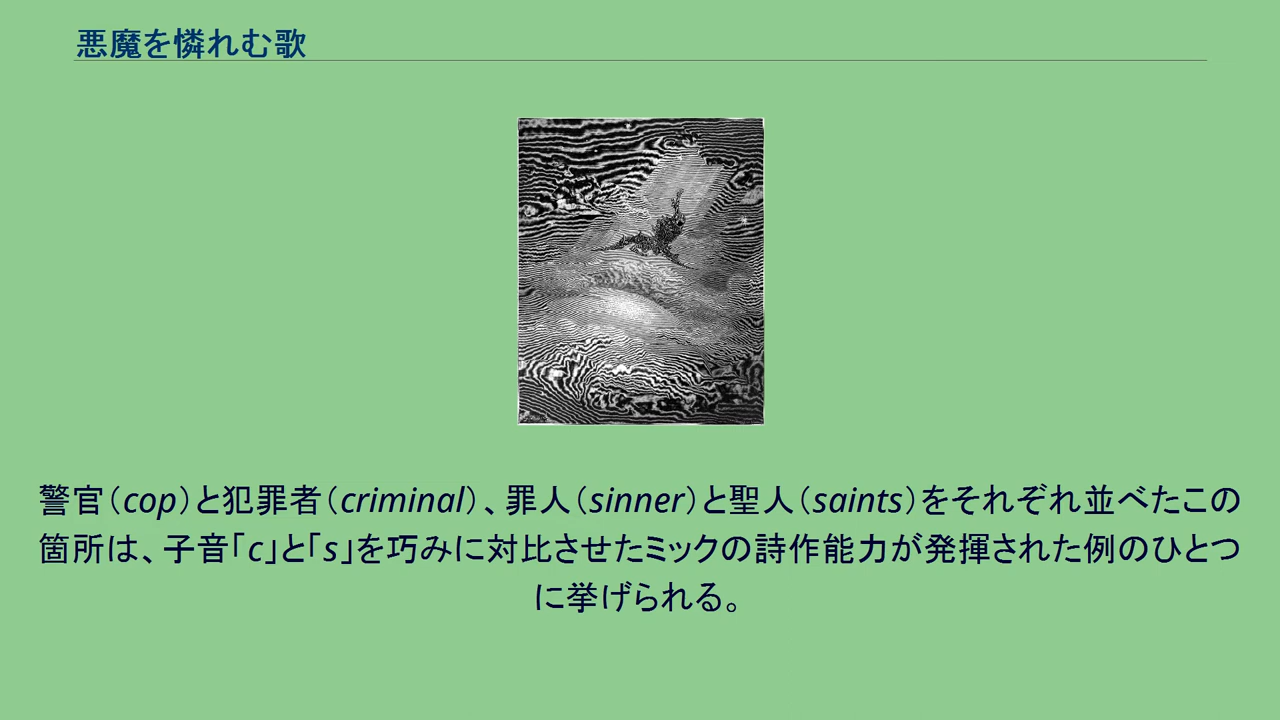 悪魔を憐れむ歌
警官（cop）と犯罪者（criminal）、罪人（sinner）と聖人（saints）をそれぞれ並べたこの
箇所は、子音「c」と「s」を巧みに対比させたミックの詩作能力が発揮された例のひとつ
に挙げられる。